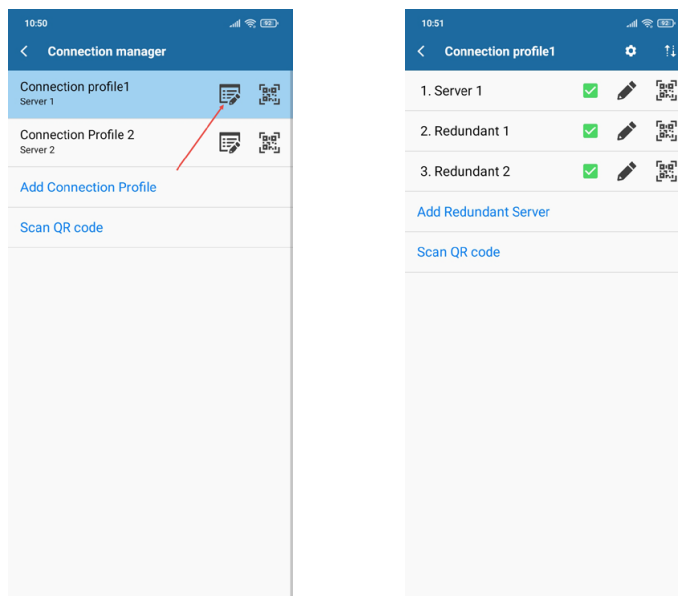 10:50
92
Connection manager
Connection profile1
Server 1
Connection Profile 2
Server 2
Add Connection Profile
Scan QR code
10:51
92
Connection profile1
1. Server 1
2. Redundant 1
3. Redundant 2
Add Redundant Server
Scan QR code